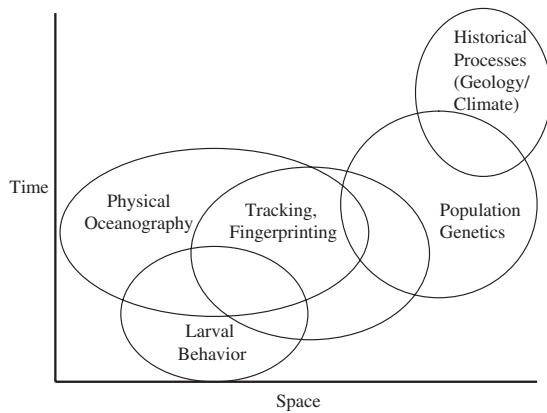 Historical
Processes
(Geology/
Climate)
Time
Physical
Oceanography
Tracking,
Fingerprinting
Population
Genetics
Larval
Behavior
Space